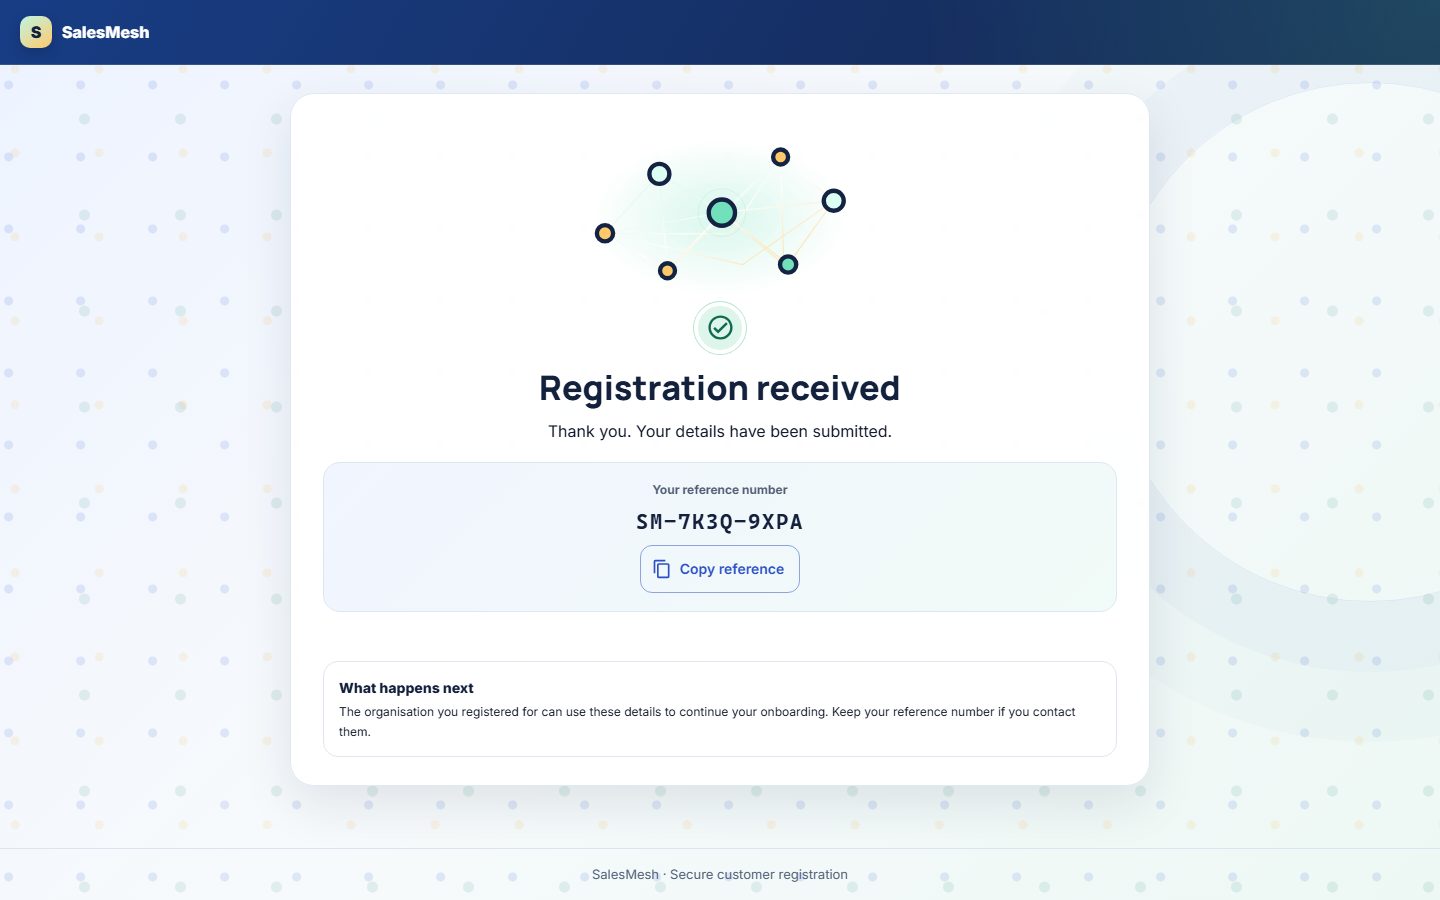 S SalesMesh
Registration received
Thank you. Your details have been submitted.
Your reference number
SM-7K3Q-9XPA
Copy reference
What happens next
The organisation you registered for can use these details to continue your onboarding. Keep your reference number if you contact
them.
SalesMesh · Secure customer registration